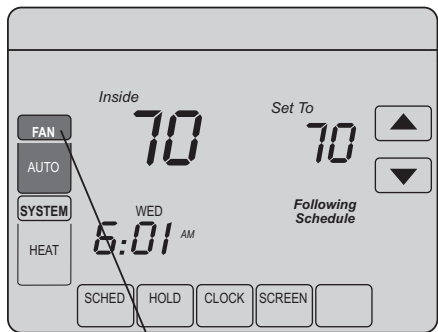 Inside
Set To
70
70
FAN
AUTO
SYSTEM
HEAT
WED
6:01 AM
Following
Schedule
SCHED
HOLD
CLOCK
SCREEN